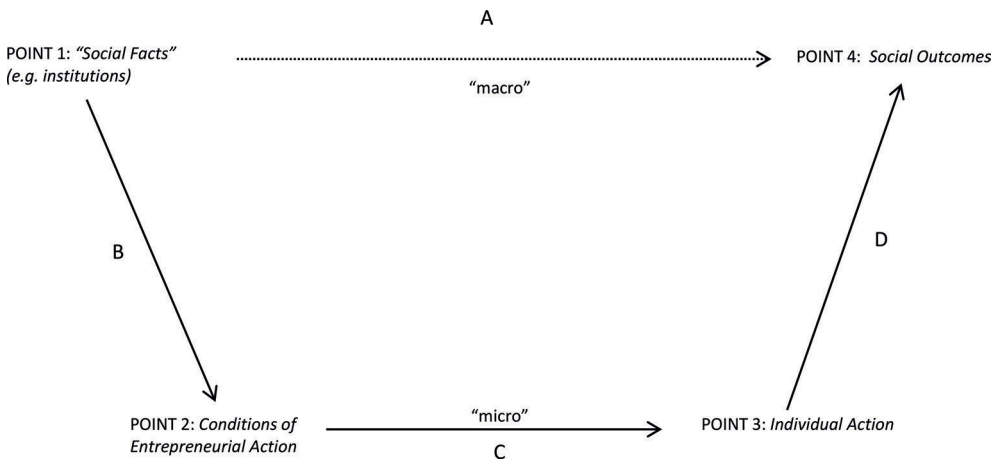 A
POINT 1: “Social Facts”
(e.g. institutions)
POINT 4: Social Outcomes
“macro”
B
D
POINT 2: Conditions of
Entrepreneurial Action
“micro”
C
POINT 3: Individual Action